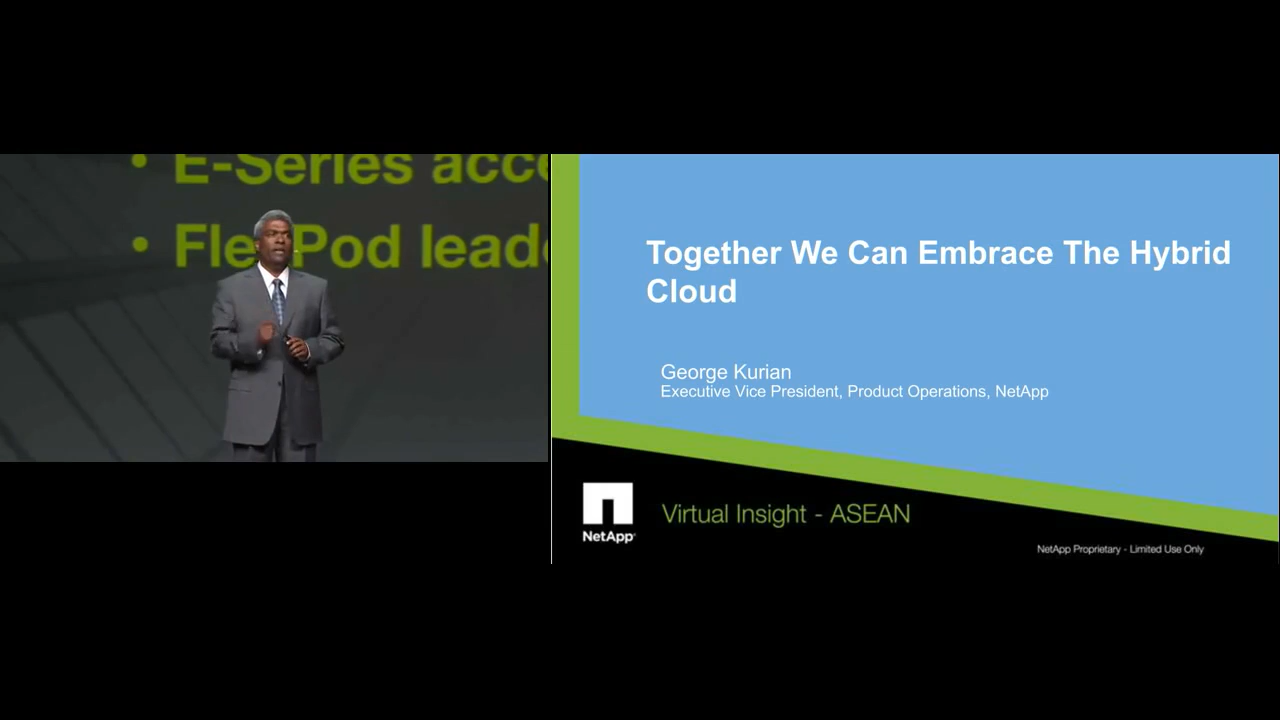 • E-Series acc
• Fle Pod lead
Together We Can Embrace The Hybrid
Cloud
George Kurian
Executive Vice President, Product Operations, NetApp
NetApp
Virtual Insight - ASEAN
NetApp Proprietary - Limited Use Only